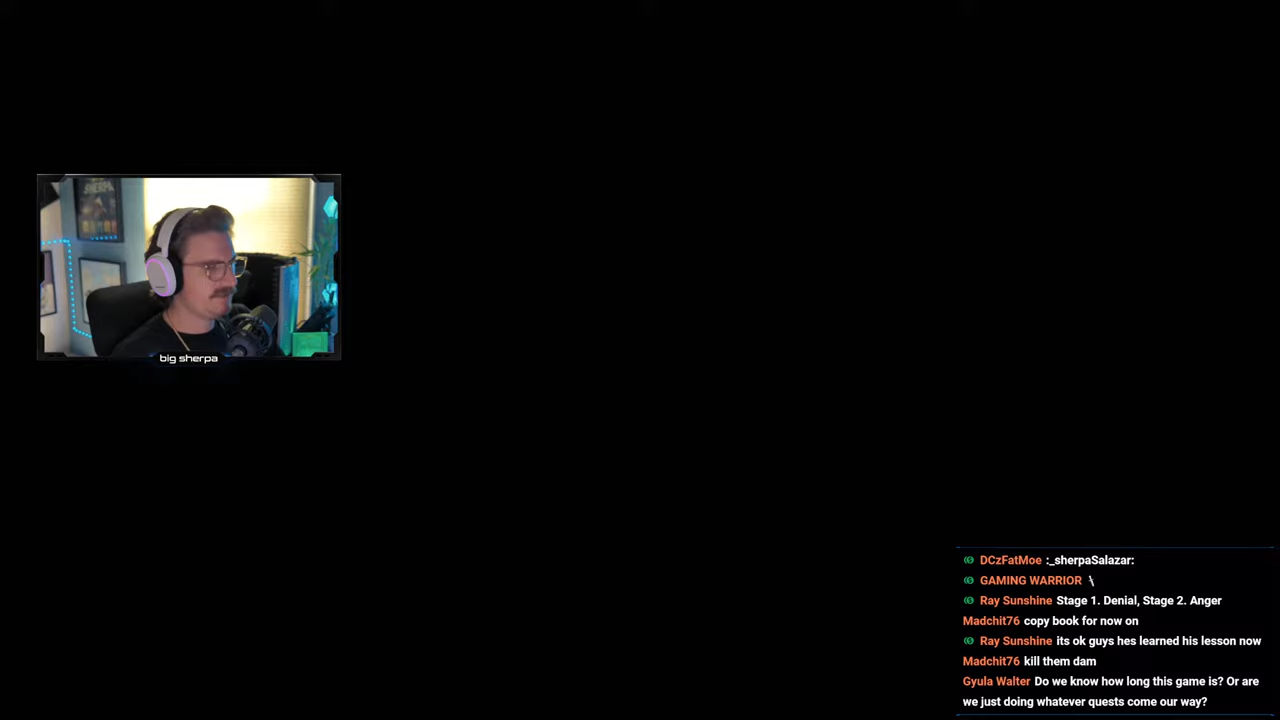 SHERPA
big sherpa
DCzFatMoe :_sherpaSalazar:
GAMING WARRIOR \
Ray Sunshine Stage 1. Denial, Stage 2. Anger
Madchit76 copy book for now on
Ray Sunshine its ok guys hes learned his lesson now
Madchit76 kill them dam
Gyula Walter Do we know how long this game is? Or are
we just doing whatever quests come our way?